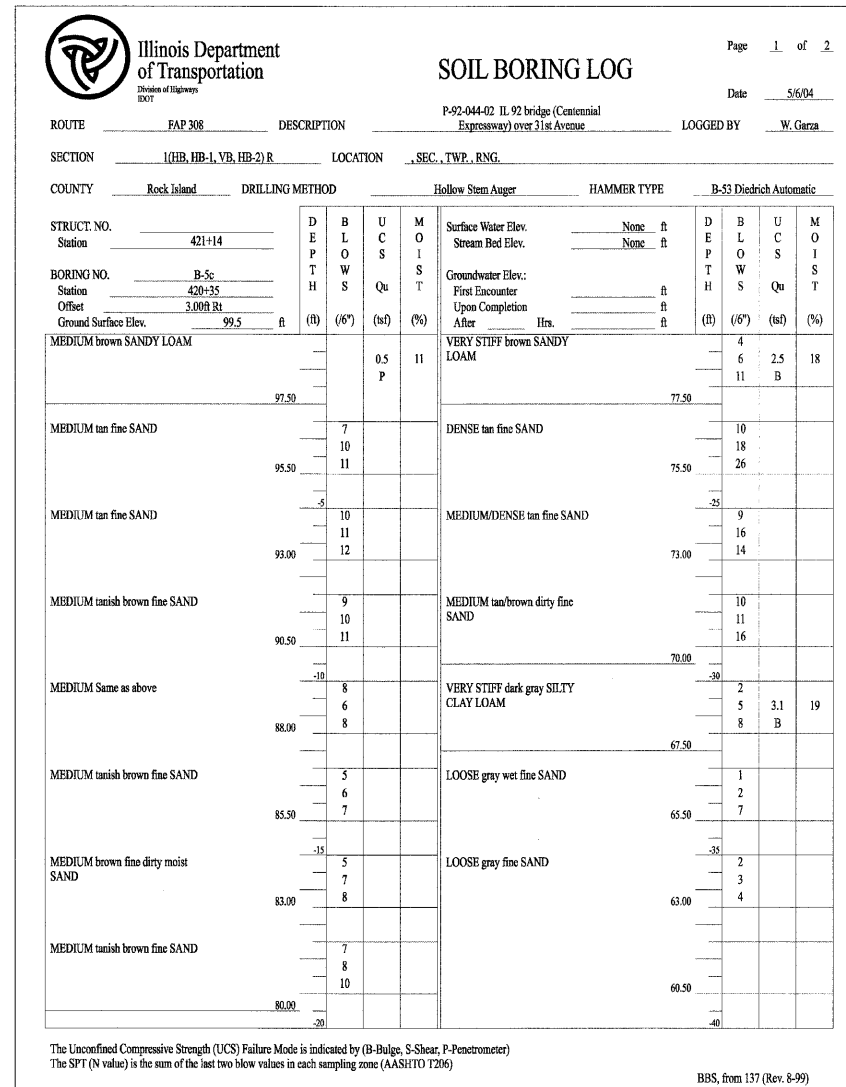 Illinois Department
of Transportation
Division of Highways
IDOT
SOIL BORING LOG
Page 1 of 2
Date 5/6/04
ROUTE FAP 308 DESCRIPTION P-92-044-02 IL 92 bridge (Centennial
Expressway) over 31st Avenue LOGGED BY W. Garza
SECTION 1(HB, HB-1, VB, HB-2) R LOCATION , SEC. , TWP. , RNG.
COUNTY Rock Island DRILLING METHOD Hollow Stem Auger HAMMER TYPE B-53 Diedrich Automatic
STRUCT. NO.
Station 421+14
BORING NO. B-5c
Station 420+35
Offset 3.00ft Rt
Ground Surface Elev. 99.5 ft
DEPTH (ft)
BLOWS (/6")
UCS Qu (tsf)
MOIST (%)
MEDIUM brown SANDY LOAM
0.5 11
P
97.50
MEDIUM tan fine SAND 7
10
95.50 11
-5
MEDIUM tan fine SAND 10
11
93.00 12
MEDIUM tanish brown fine SAND 9
10
90.50 11
-10
MEDIUM Same as above 8
6
88.00 8
MEDIUM tanish brown fine SAND 5
6
85.50 7
-15
MEDIUM brown fine dirty moist 5
SAND 7
83.00 8
MEDIUM tanish brown fine SAND 7
8
10
80.00
-20
Surface Water Elev. None ft
Stream Bed Elev. None ft
Groundwater Elev.:
First Encounter ft
Upon Completion ft
After Hrs. ft
DEPTH (ft)
BLOWS (/6")
UCS Qu (tsf)
MOIST (%)
VERY STIFF brown SANDY 4
LOAM 6 2.5 18
11 B
77.50
DENSE tan fine SAND 10
18
75.50 26
-25
MEDIUM/DENSE tan fine SAND 9
16
73.00 14
MEDIUM tan/brown dirty fine 10
SAND 11
16
70.00
-30
VERY STIFF dark gray SILTY 2
CLAY LOAM 5 3.1 19
8 B
67.50
LOOSE gray wet fine SAND 1
2
65.50 7
-35
LOOSE gray fine SAND 2
3
63.00 4
60.50
-40
The Unconfined Compressive Strength (UCS) Failure Mode is indicated by (B-Bulge, S-Shear, P-Penetrometer)
The SPT (N value) is the sum of the last two blow values in each sampling zone (AASHTO T206)
BBS, from 137 (Rev. 8-99)